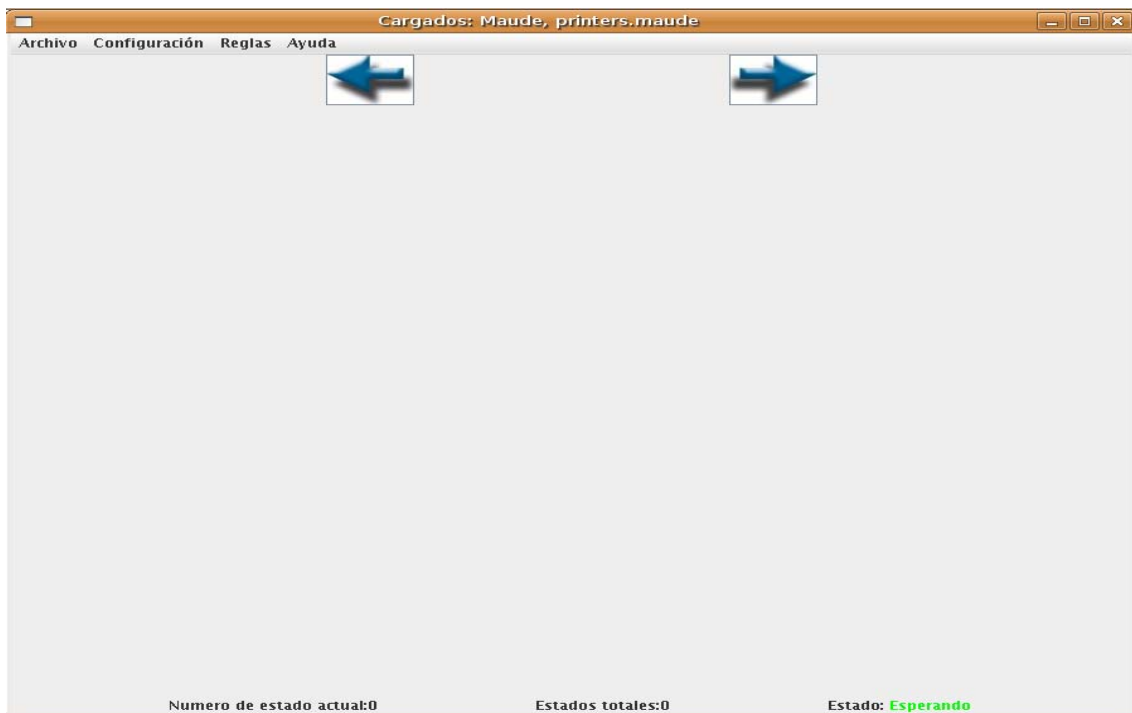 Cargados: Maude, printers.maude
Archivo Configuración Reglas Ayuda
Numero de estado actual:0 Estados totales:0 Estado: Esperando